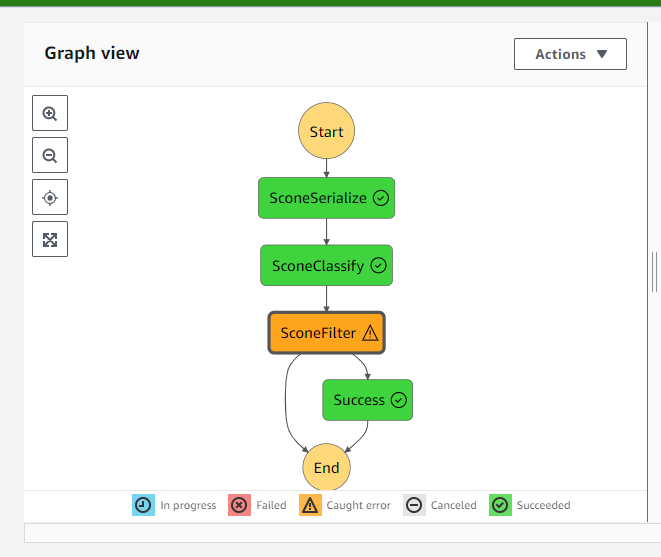 Graph view
Actions
Start
SconeSerialize
SconeClassify
SconeFilter
Success
End
In progress Failed Caught error Canceled Succeeded